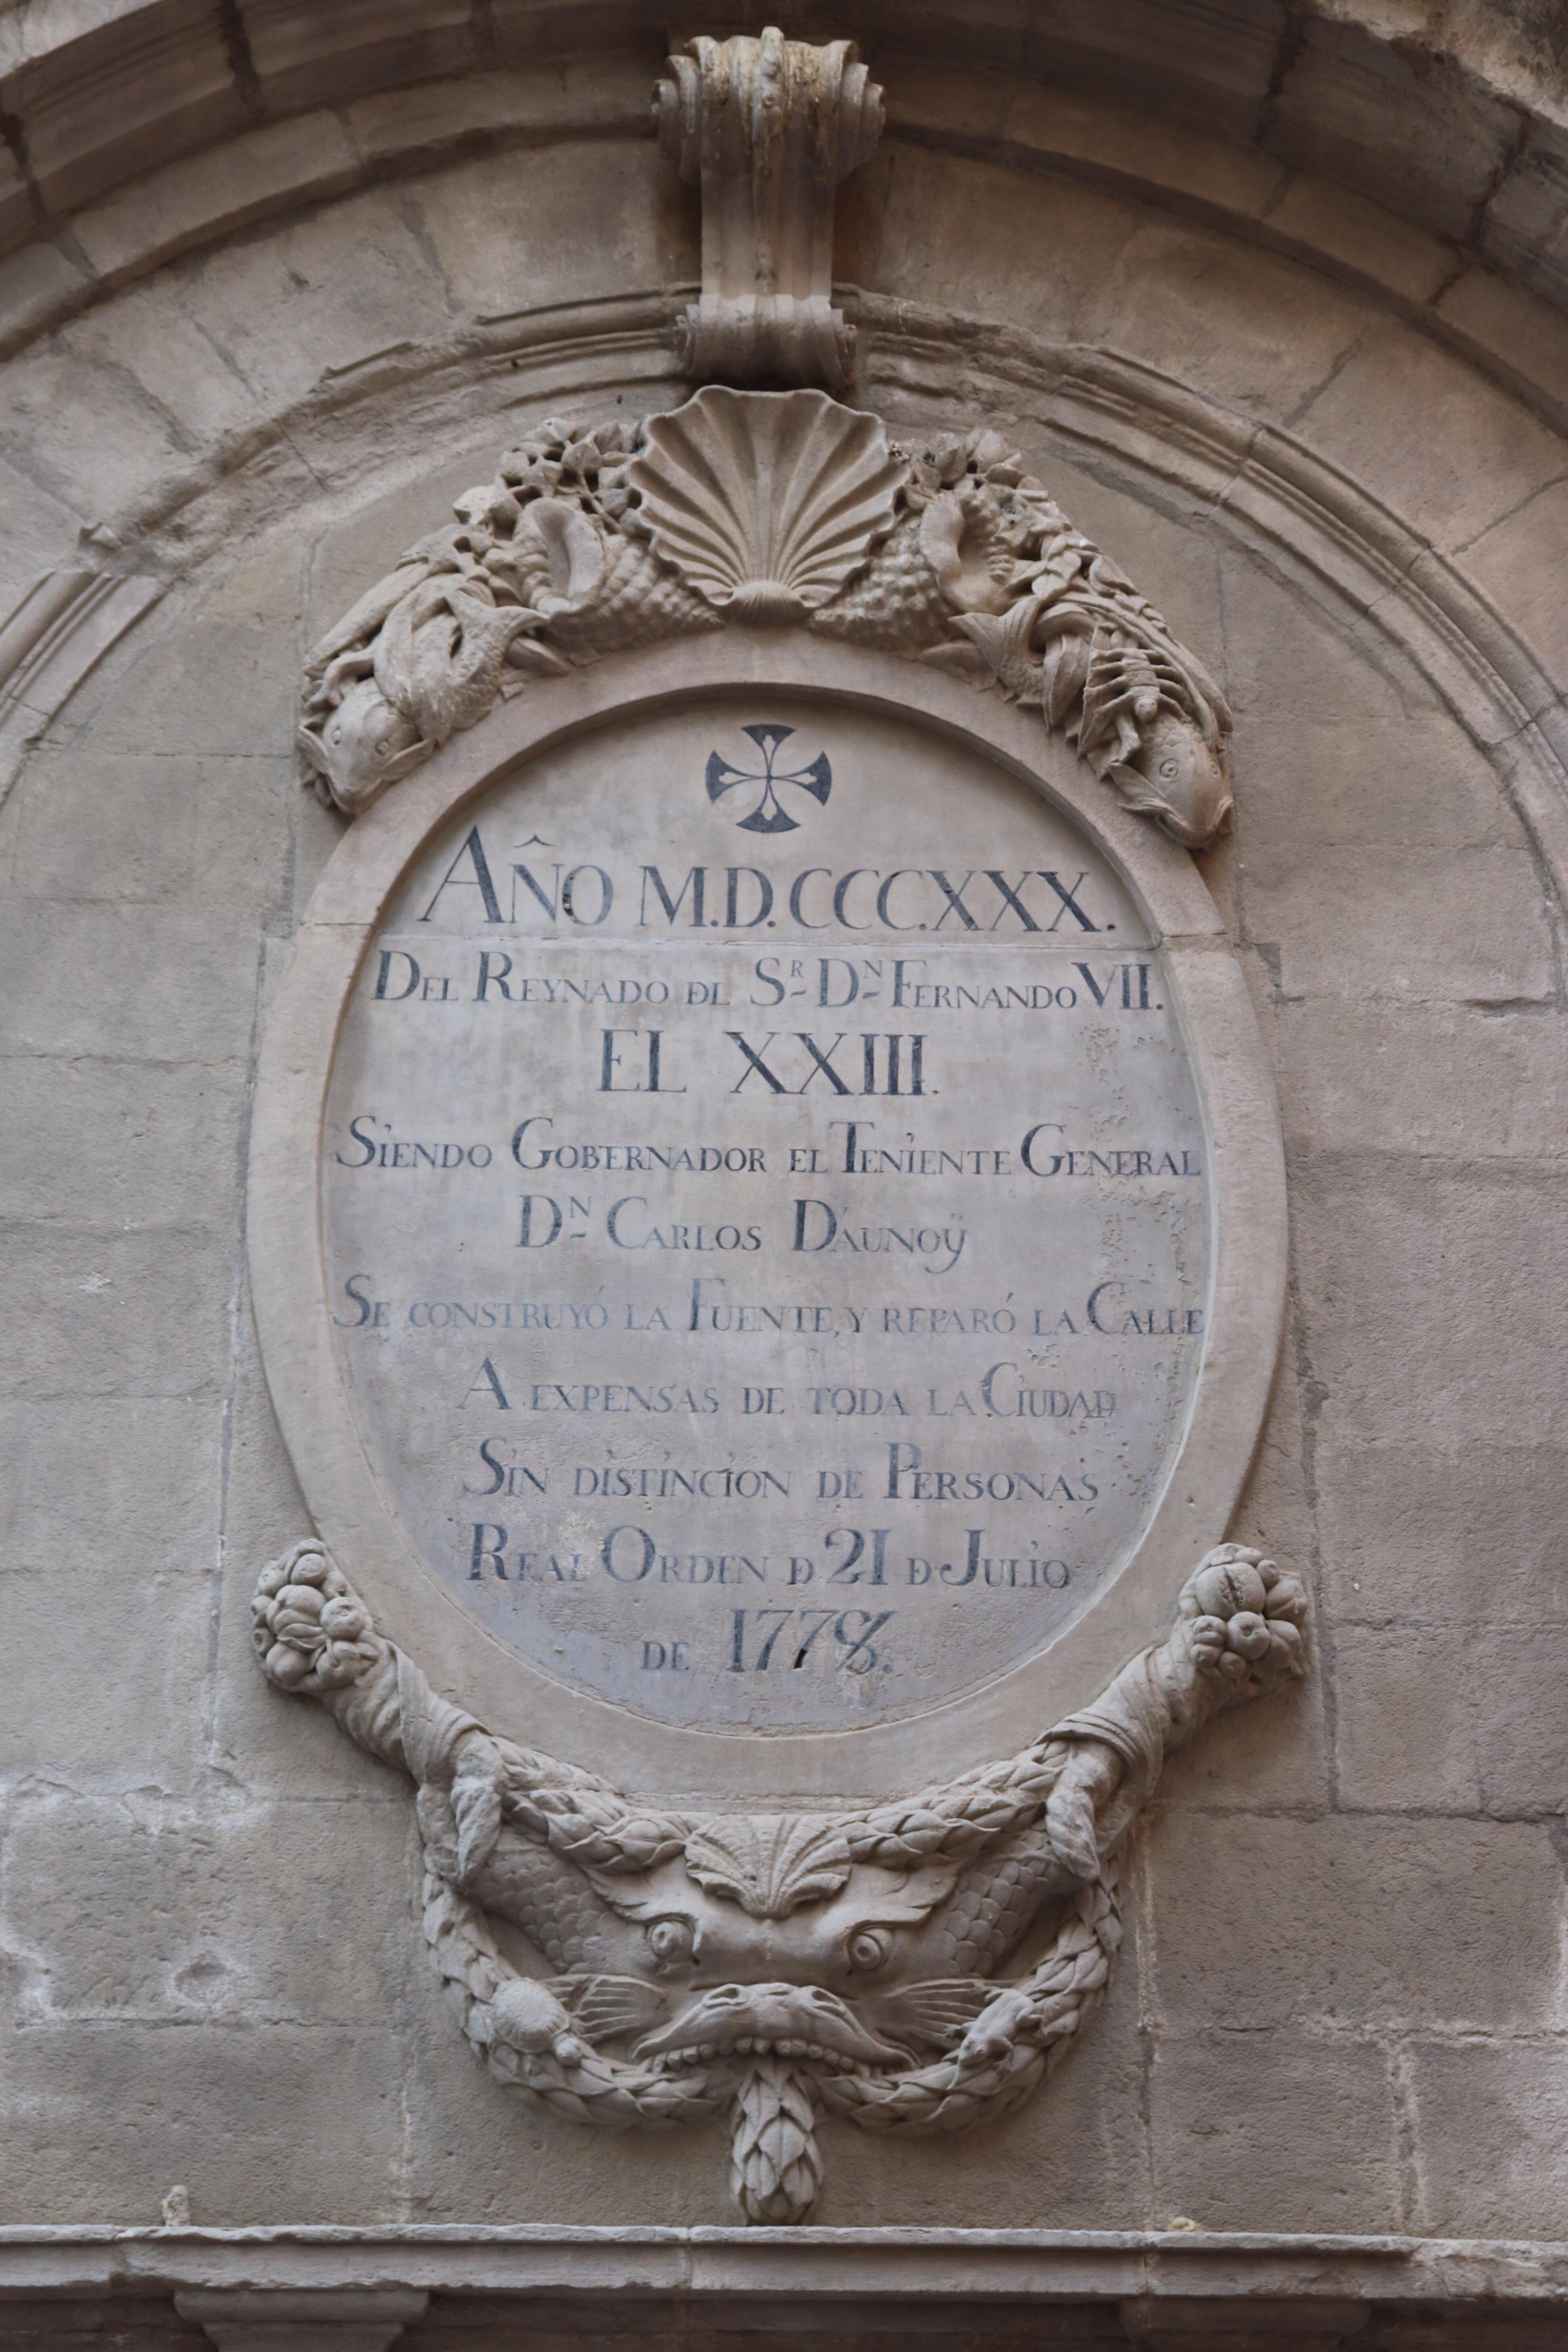 AÑO M.D.CCC.XXX.
DEL REYNADO DL SR DN FERNANDO VII.
EL XXIII.
SIENDO GOBERNADOR EL TENIENTE GENERAL
DN CARLOS D'AUNOŸ
SE CONSTRUYÓ LA FUENTE, Y REPARÓ LA CALLE
A EXPENSAS DE TODA LA CIUDAD
SIN DISTINCION DE PERSONAS
REAL ORDEN D 21 D JULIO
DE 1778.